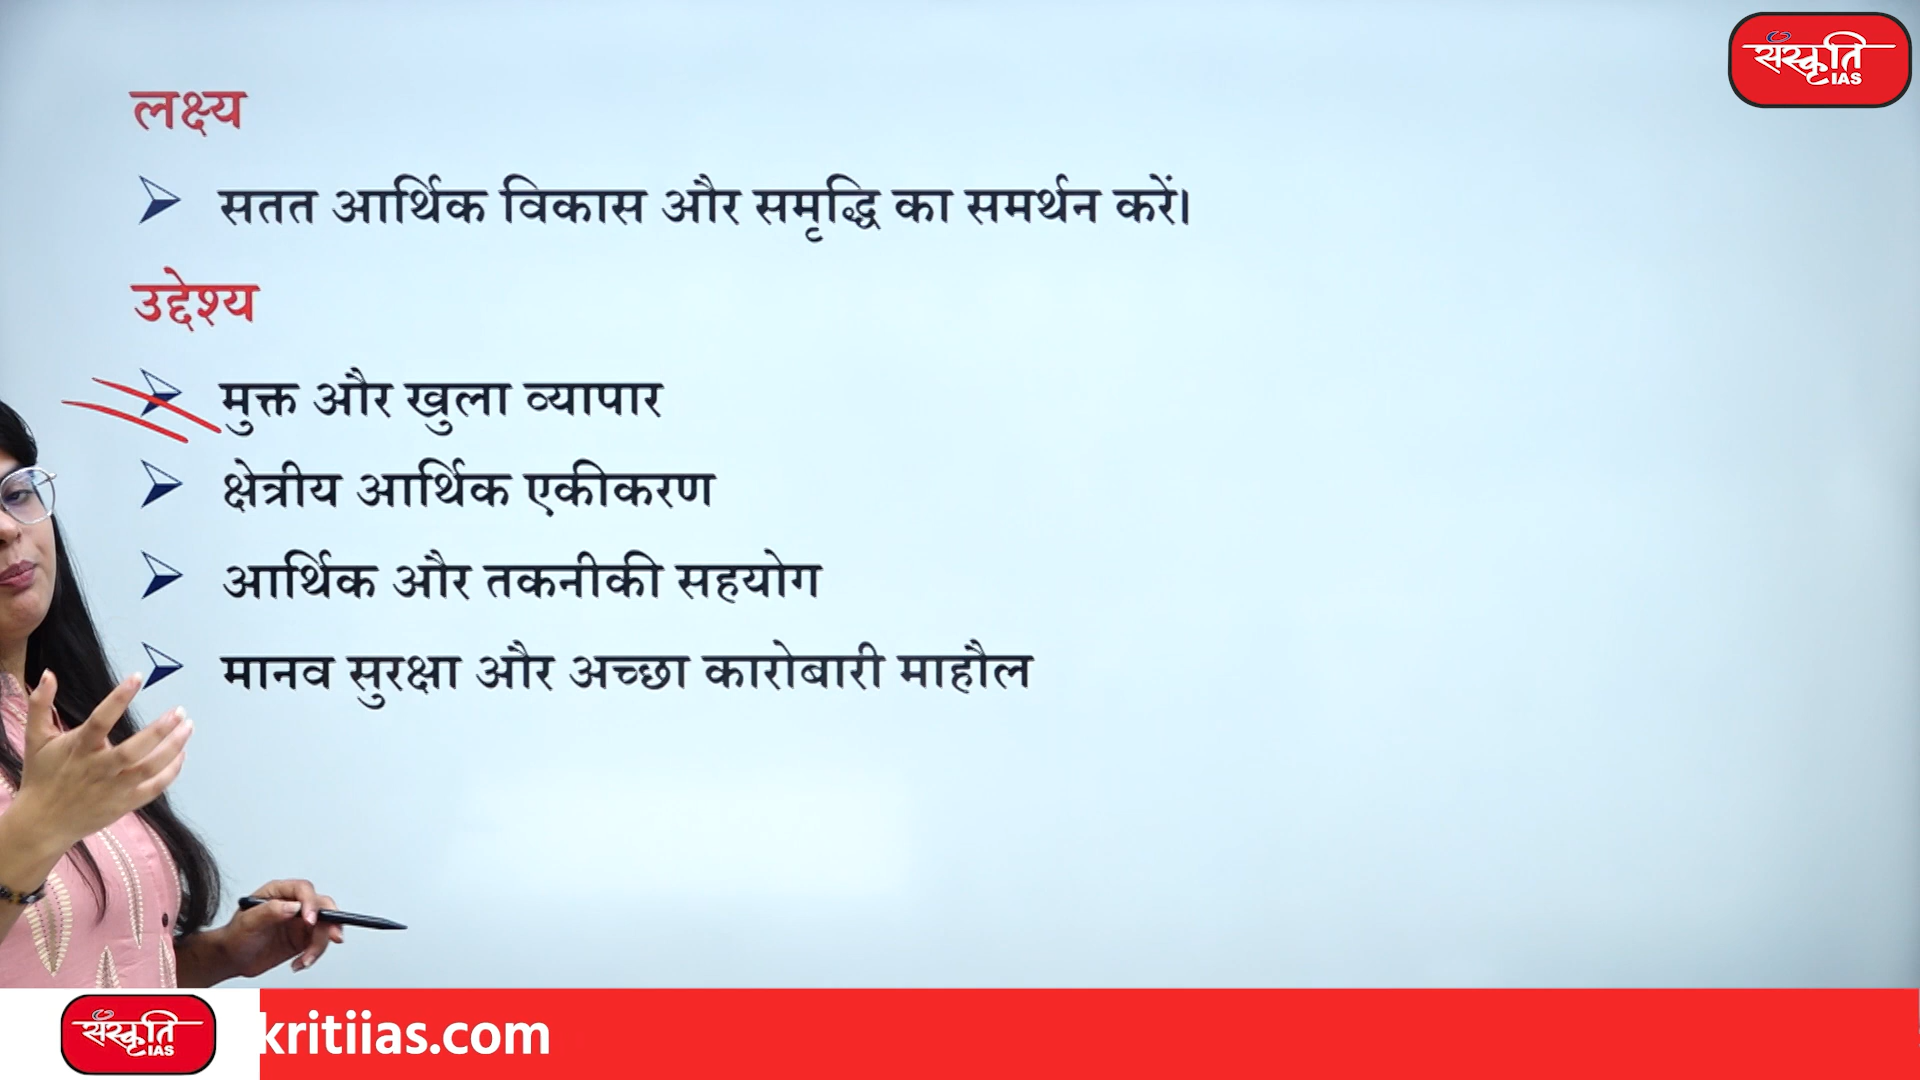 संस्कृति
IAS
लक्ष्य
सतत आर्थिक विकास और समृद्धि का समर्थन करें।
उद्देश्य
मुक्त और खुला व्यापार
क्षेत्रीय आर्थिक एकीकरण
आर्थिक और तकनीकी सहयोग
मानव सुरक्षा और अच्छा कारोबारी माहौल
संस्कृति
IAS
kritiias.com